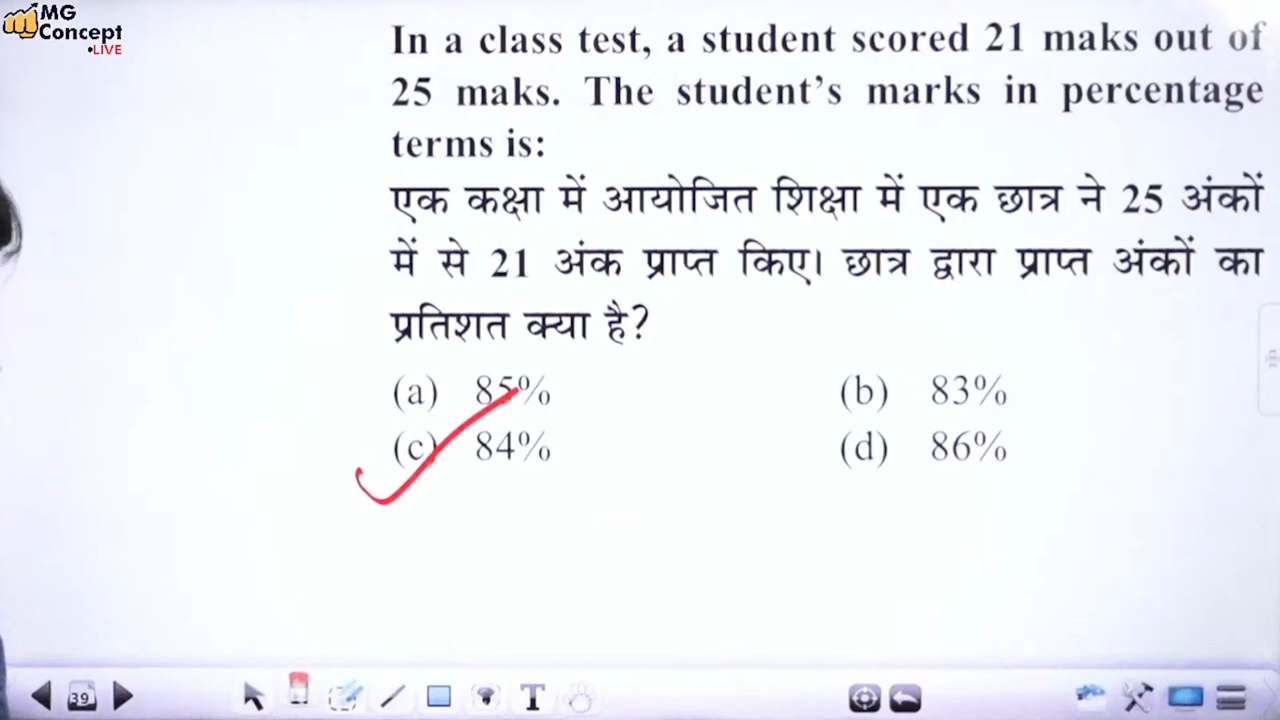 MG
Concept
•LIVE
In a class test, a student scored 21 maks out of
25 maks. The student's marks in percentage
terms is:
एक कक्षा में आयोजित शिक्षा में एक छात्र ने 25 अंकों
में से 21 अंक प्राप्त किए। छात्र द्वारा प्राप्त अंकों का
प्रतिशत क्या है?
(a) 85% (b) 83%
(c) 84% (d) 86%
39 T